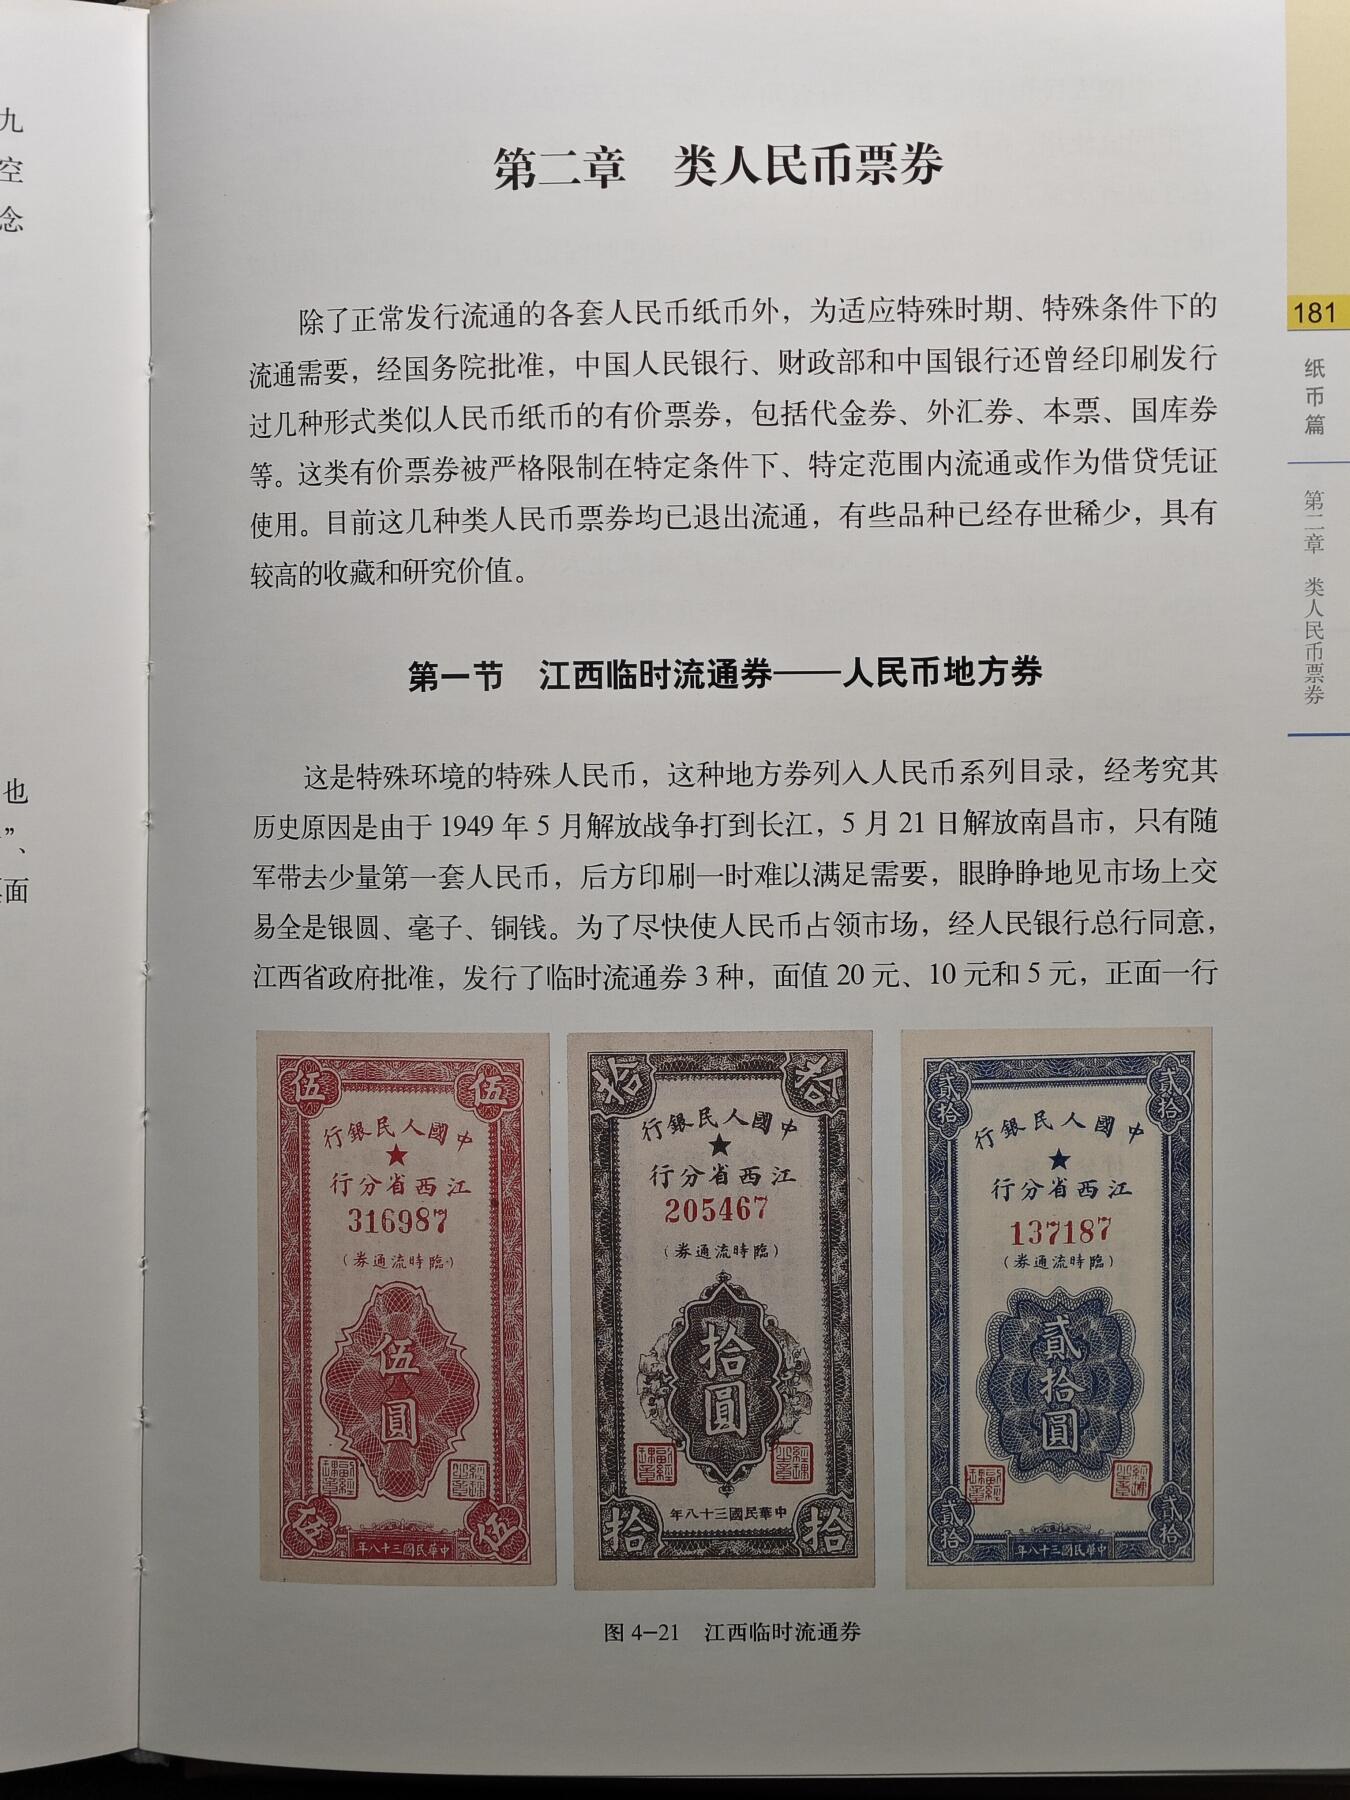 九
空
念
也
”、
面
第二章　类人民币票券
除了正常发行流通的各套人民币纸币外，为适应特殊时期、特殊条件下的
流通需要，经国务院批准，中国人民银行、财政部和中国银行还曾经印刷发行
过几种形式类似人民币纸币的有价票券，包括代金券、外汇券、本票、国库券
等。这类有价票券被严格限制在特定条件下、特定范围内流通或作为借贷凭证
使用。目前这几种类人民币票券均已退出流通，有些品种已经存世稀少，具有
较高的收藏和研究价值。
第一节　江西临时流通券——人民币地方券
这是特殊环境的特殊人民币，这种地方券列入人民币系列目录，经考究其
历史原因是由于 1949 年 5 月解放战争打到长江，5 月 21 日解放南昌市，只有随
军带去少量第一套人民币，后方印刷一时难以满足需要，眼睁睁地见市场上交
易全是银圆、毫子、铜钱。为了尽快使人民币占领市场，经人民银行总行同意，
江西省政府批准，发行了临时流通券 3 种，面值 20 元、10 元和 5 元，正面一行
伍 伍
行銀民人國中
行分省西江
316987
（券通流時臨）
伍圓
伍 伍
年八十三國民華中
拾 拾
行銀民人國中
行分省西江
205467
（券通流時臨）
拾圓
年八十三國民華中
拾 拾
貳拾 貳拾
行銀民人國中
行分省西江
137187
（券通流時臨）
貳拾圓
貳拾 貳拾
年八十三國民華中
图 4-21　江西临时流通券
181
纸币篇
第二章　类人民币票券